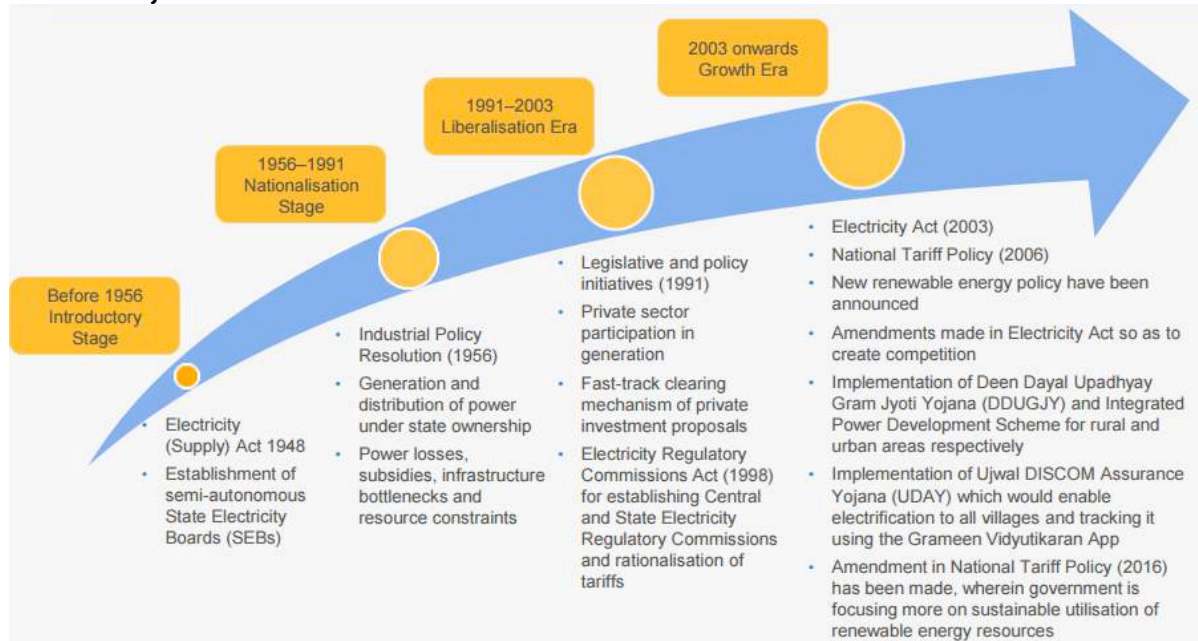 Before 1956
Introductory
Stage
• Electricity
(Supply) Act 1948
• Establishment of
semi-autonomous
State Electricity
Boards (SEBs)
1956–1991
Nationalisation
Stage
• Industrial Policy
Resolution (1956)
• Generation and
distribution of power
under state ownership
• Power losses,
subsidies, infrastructure
bottlenecks and
resource constraints
1991–2003
Liberalisation Era
• Legislative and policy
initiatives (1991)
• Private sector
participation in
generation
• Fast-track clearing
mechanism of private
investment proposals
• Electricity Regulatory
Commissions Act (1998)
for establishing Central
and State Electricity
Regulatory Commissions
and rationalisation of
tariffs
2003 onwards
Growth Era
• Electricity Act (2003)
• National Tariff Policy (2006)
• New renewable energy policy have been
announced
• Amendments made in Electricity Act so as to
create competition
• Implementation of Deen Dayal Upadhyay
Gram Jyoti Yojana (DDUGJY) and Integrated
Power Development Scheme for rural and
urban areas respectively
• Implementation of Ujwal DISCOM Assurance
Yojana (UDAY) which would enable
electrification to all villages and tracking it
using the Grameen Vidyutikaran App
• Amendment in National Tariff Policy (2016)
has been made, wherein government is
focusing more on sustainable utilisation of
renewable energy resources